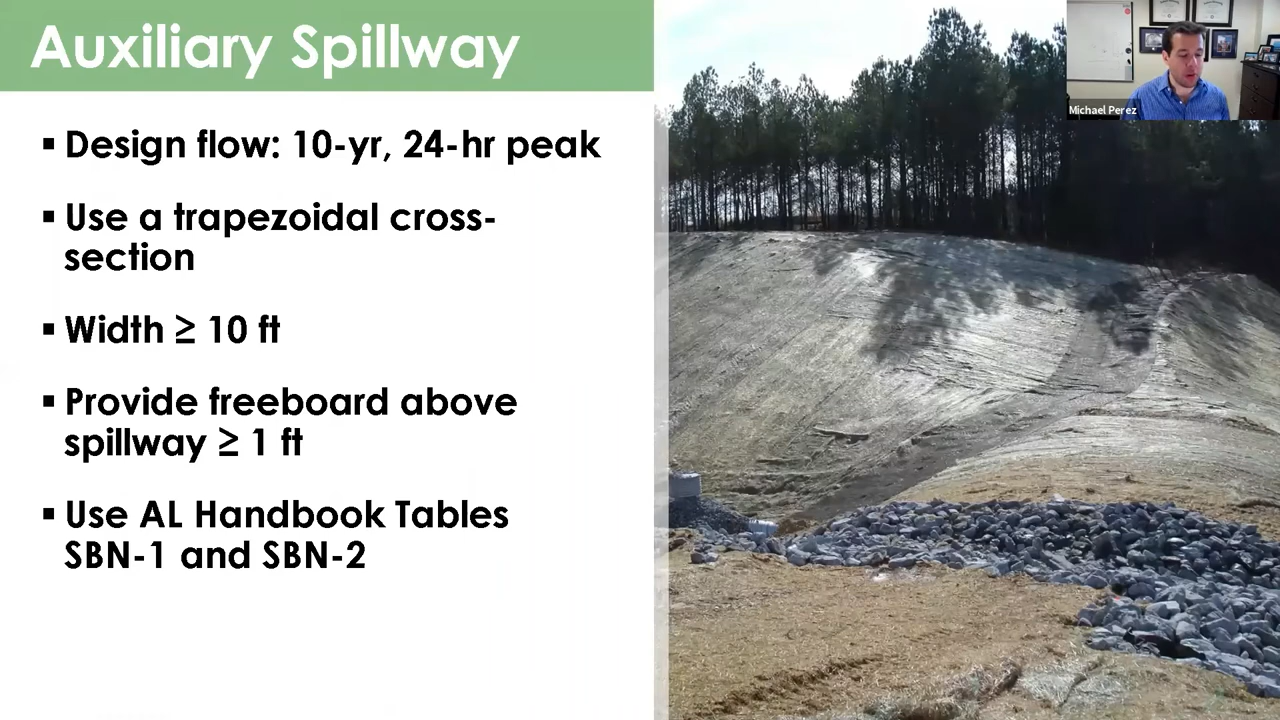 Auxiliary Spillway
Michael Perez
▪ Design flow: 10-yr, 24-hr peak
▪ Use a trapezoidal cross-
section
▪ Width ≥ 10 ft
▪ Provide freeboard above
spillway ≥ 1 ft
▪ Use AL Handbook Tables
SBN-1 and SBN-2